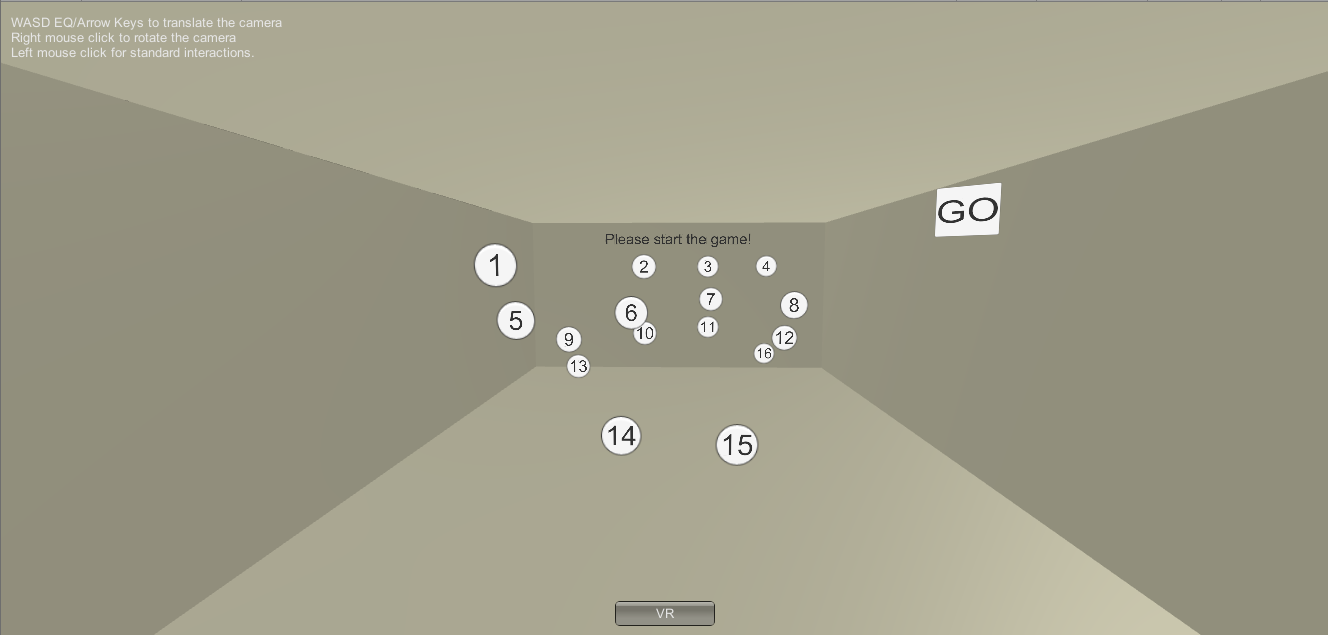 WASD EQ/Arrow Keys to translate the camera
Right mouse click to rotate the camera
Left mouse click for standard interactions.
GO
Please start the game!
1
2
3
4
5
6
7
8
9
10
11
12
13
14
15
16
VR